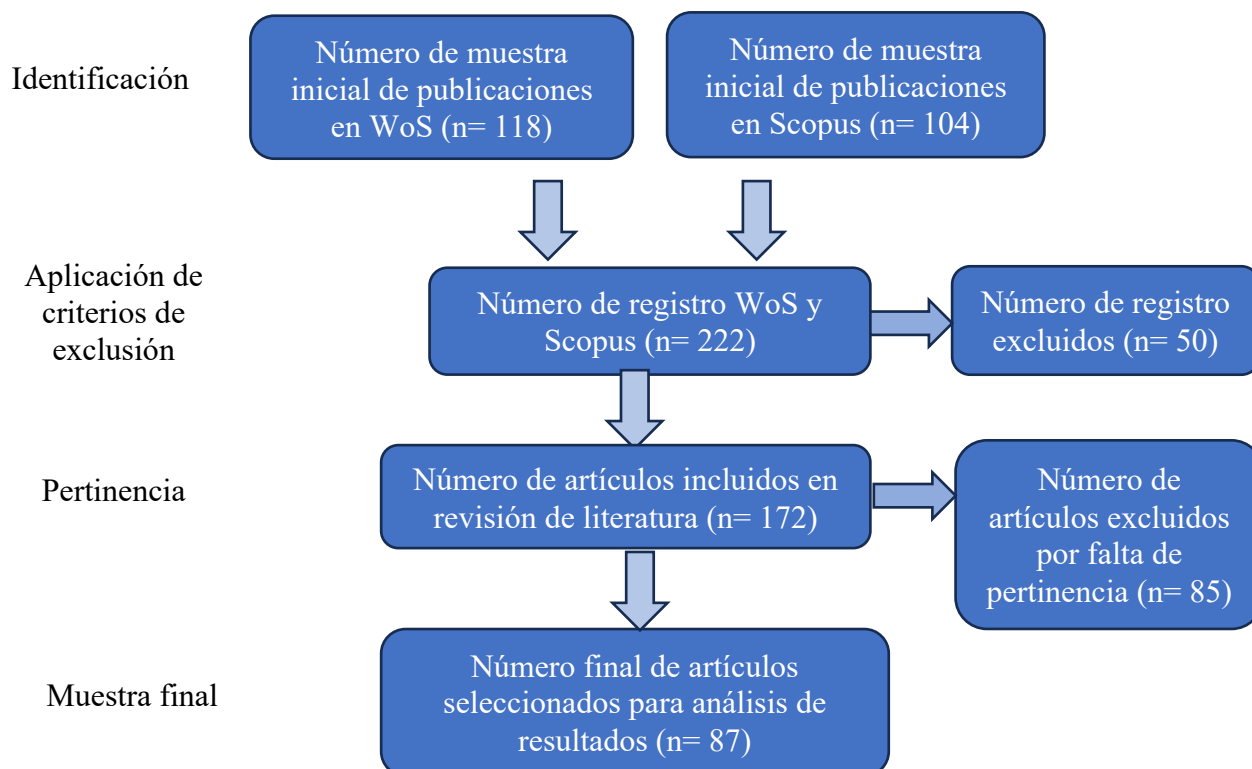 Identificación
Número de muestra
inicial de publicaciones
en WoS (n= 118)
Número de muestra
inicial de publicaciones
en Scopus (n= 104)
Aplicación de
criterios de
exclusión
Número de registro WoS y
Scopus (n= 222)
Número de registro
excluidos (n= 50)
Pertinencia
Número de artículos incluidos en
revisión de literatura (n= 172)
Número de
artículos excluidos
por falta de
pertinencia (n= 85)
Muestra final
Número final de artículos
seleccionados para análisis de
resultados (n= 87)